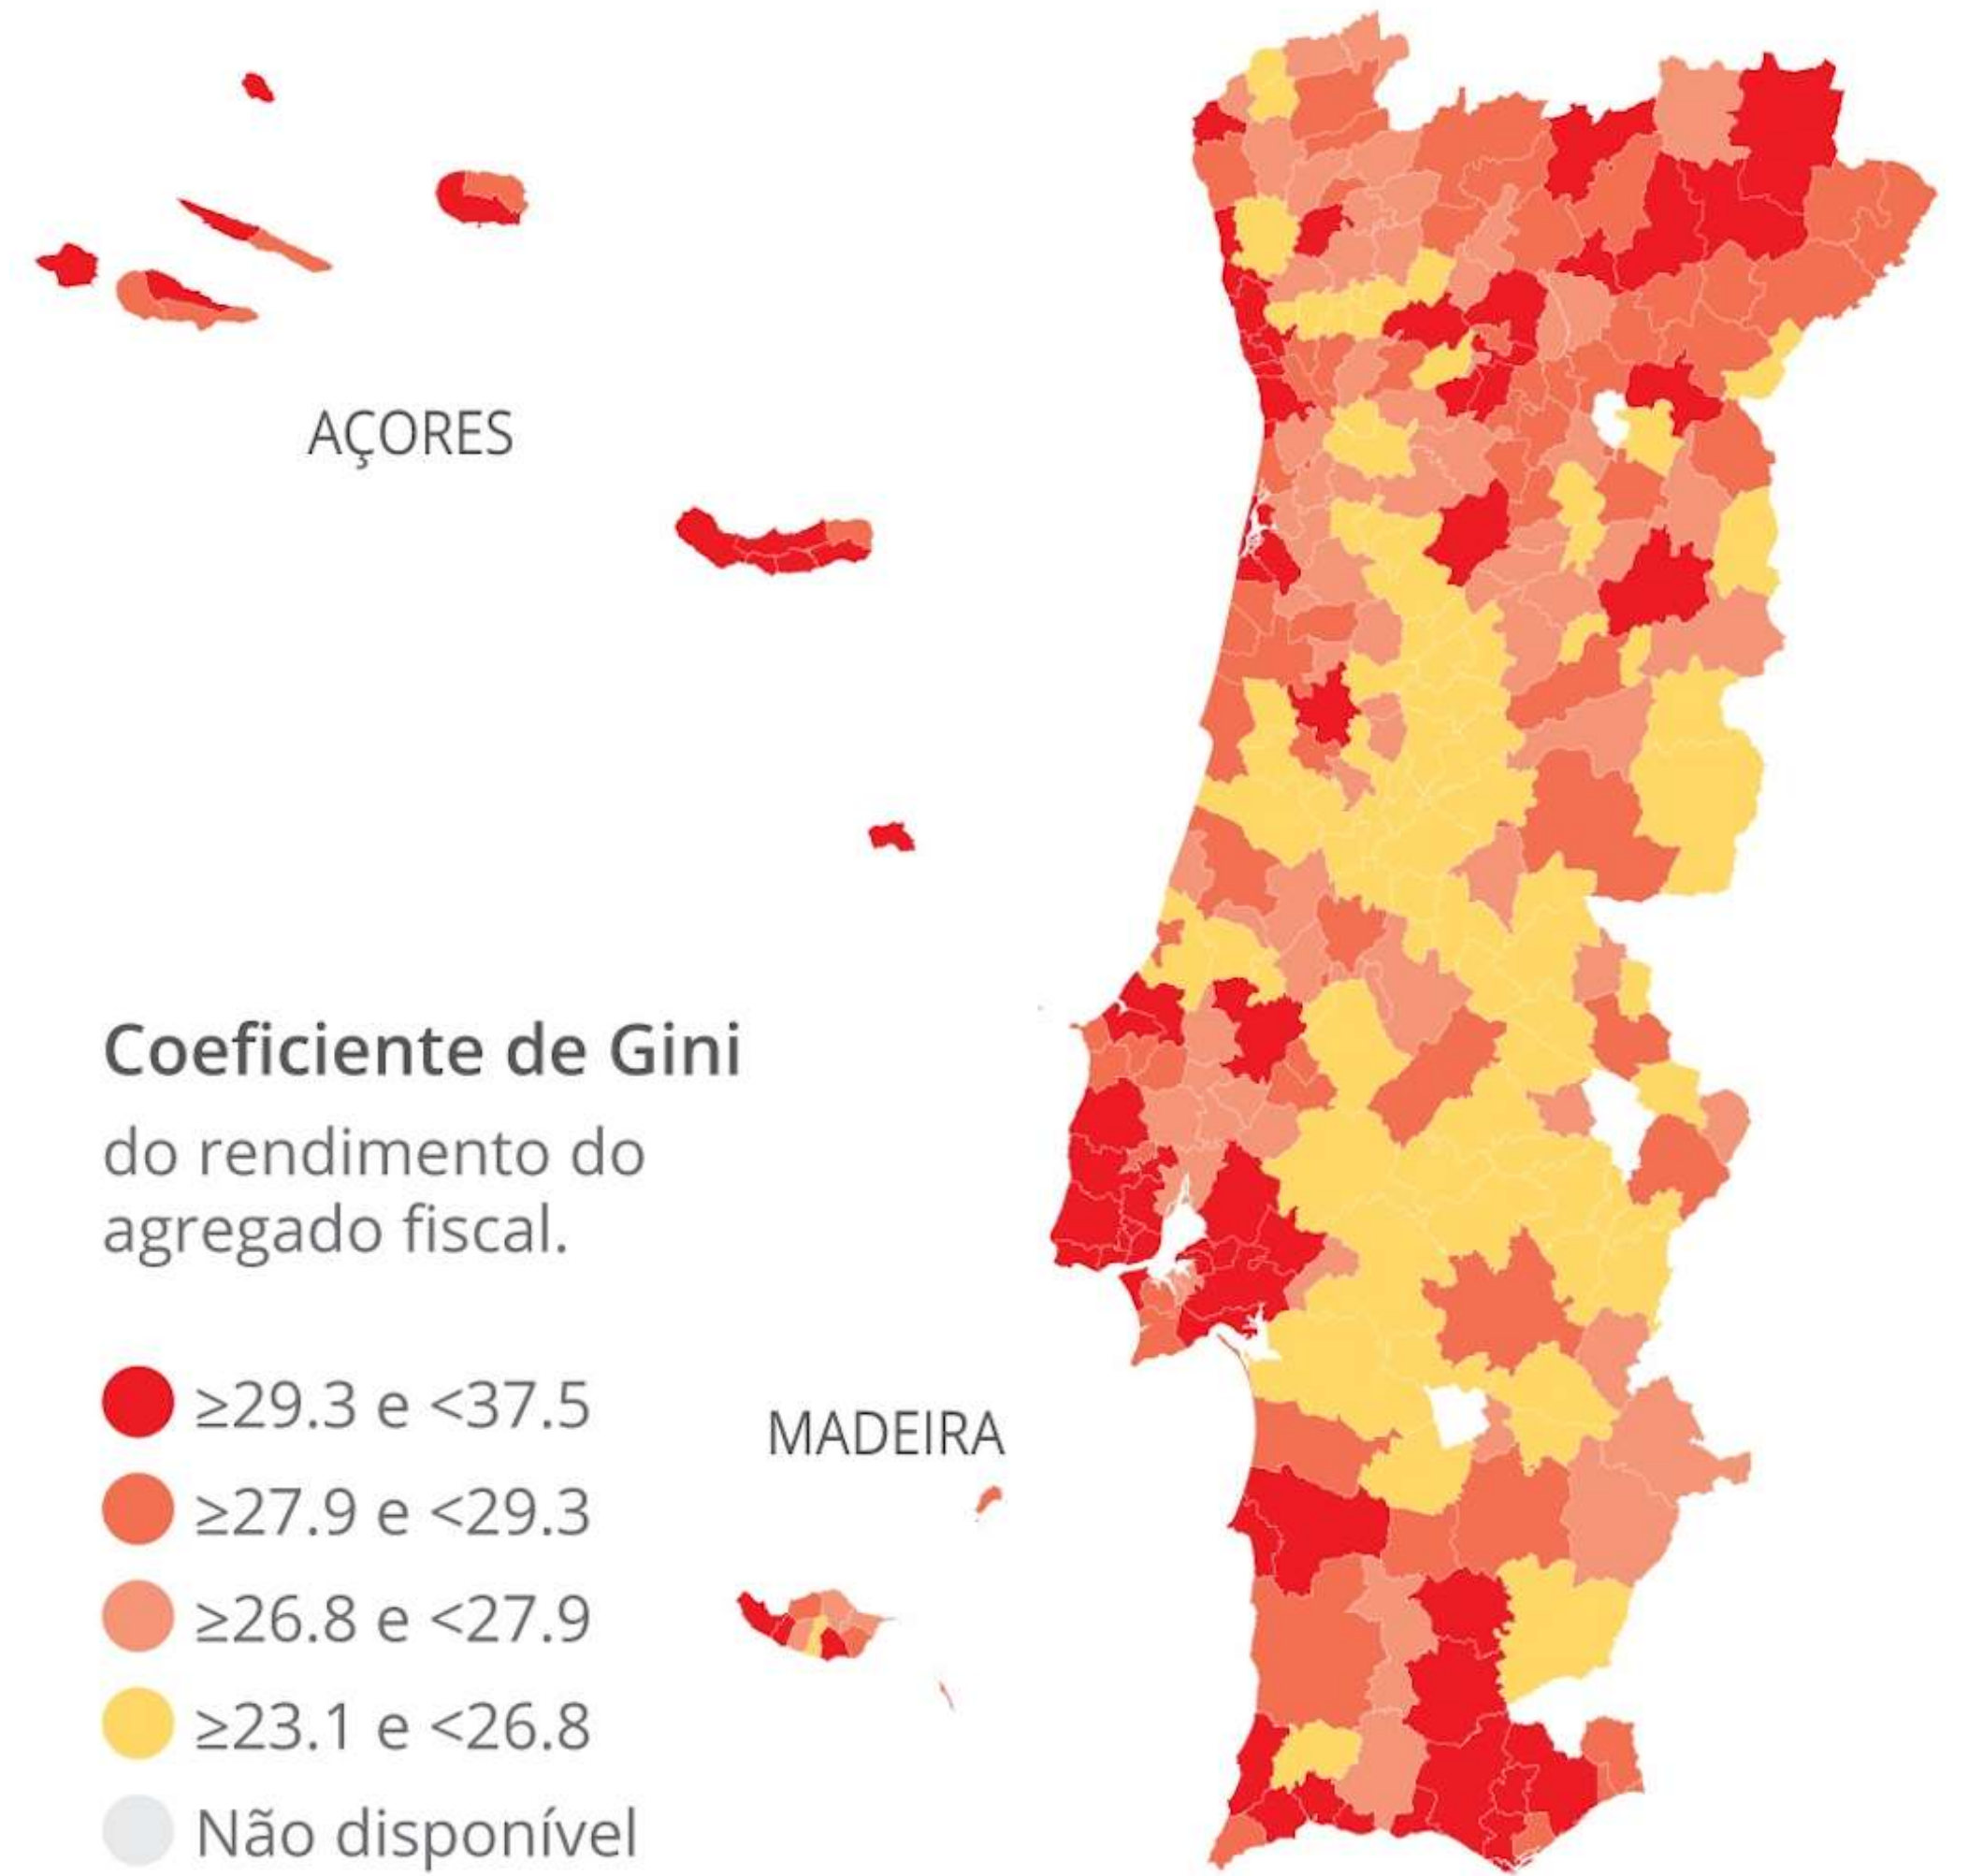 AÇORES
Coeficiente de Gini
do rendimento do
agregado fiscal.
≥29.3 e <37.5
≥27.9 e <29.3
≥26.8 e <27.9
≥23.1 e <26.8
Não disponível
MADEIRA